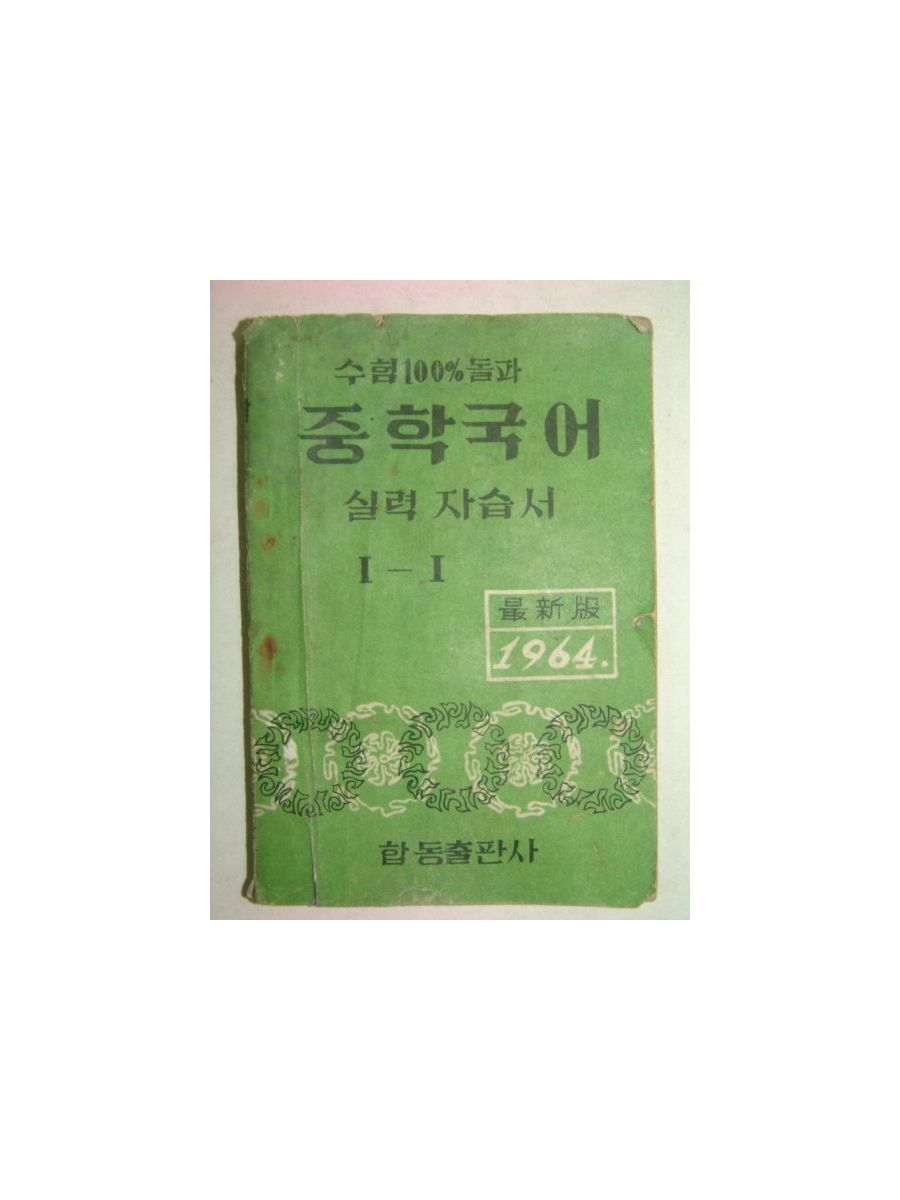 수험100%돌파
중학국어
실력 자습서
I-I
最新版
1964.
합동출판사